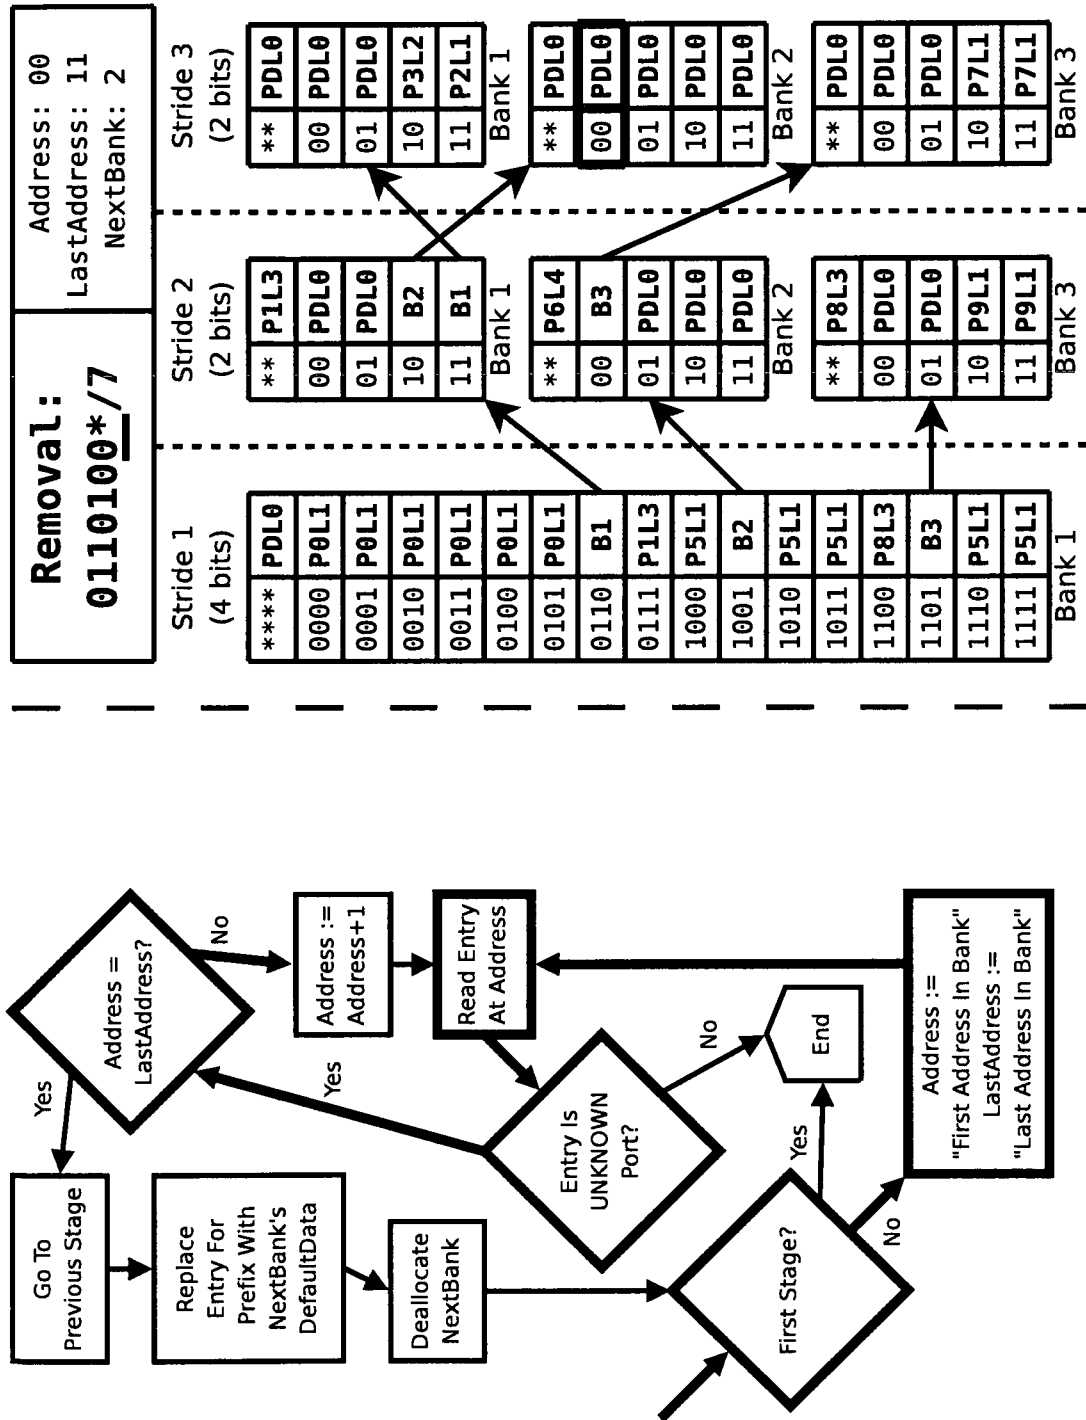 Go To
Previous Stage
Yes
Address =
LastAddress?
No
Replace
Entry For
Prefix With
NextBank's
DefaultData
Address :=
Address+1
Yes
Deallocate
NextBank
Read Entry
At Address
Entry Is
UNKNOWN
Port?
No
First Stage?
Yes
End
No
Address :=
"First Address In Bank"
LastAddress :=
"Last Address In Bank"
Removal:
0110100*/7
Address: 00
LastAddress: 11
NextBank: 2
Stride 1
(4 bits)
**** PDL0
0000 P0L1
0001 P0L1
0010 P0L1
0011 P0L1
0100 P0L1
0101 P0L1
0110 B1
0111 P1L3
1000 P5L1
1001 B2
1010 P5L1
1011 P5L1
1100 P8L3
1101 B3
1110 P5L1
1111 P5L1
Bank 1
Stride 2
(2 bits)
** P1L3
00 PDL0
01 PDL0
10 B2
11 B1
Bank 1
** P6L4
00 B3
01 PDL0
10 PDL0
11 PDL0
Bank 2
** P8L3
00 PDL0
01 PDL0
10 P9L1
11 P9L1
Bank 3
Stride 3
(2 bits)
** PDL0
00 PDL0
01 PDL0
10 P3L2
11 P2L1
Bank 1
** PDL0
00 PDL0
01 PDL0
10 PDL0
11 PDL0
Bank 2
** PDL0
00 PDL0
01 PDL0
10 P7L1
11 P7L1
Bank 3